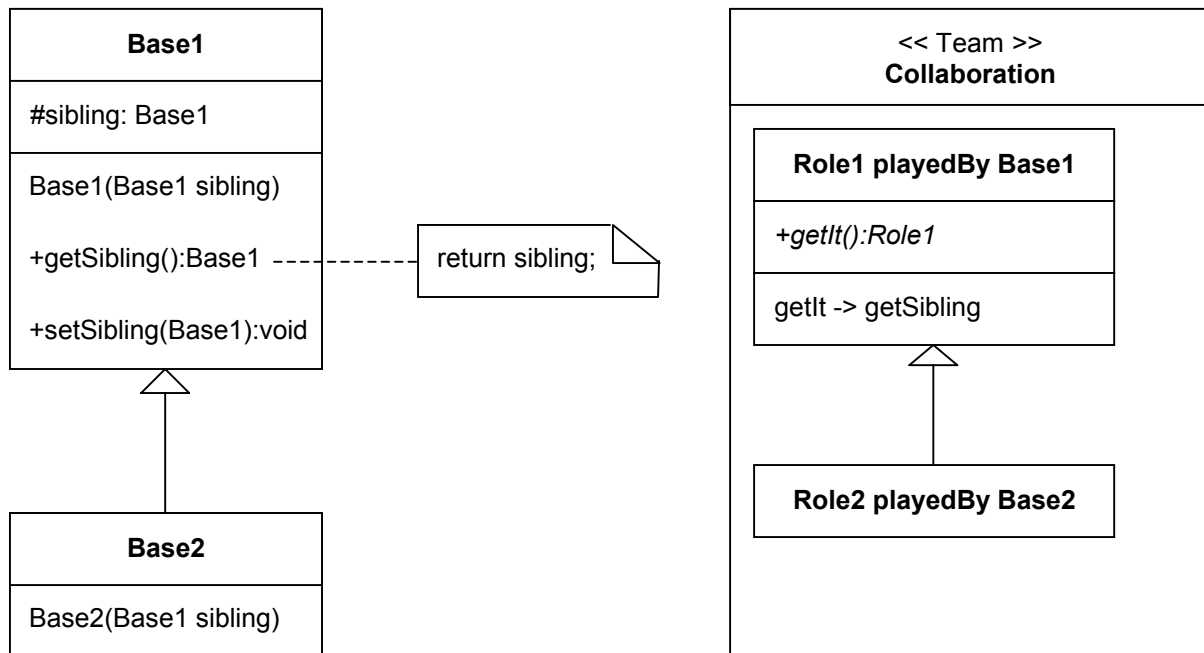 Base1
#sibling: Base1
Base1(Base1 sibling)
+getSibling():Base1
+setSibling(Base1):void
return sibling;
Base2
Base2(Base1 sibling)
<< Team >>
Collaboration
Role1 playedBy Base1
+getIt():Role1
getIt -> getSibling
Role2 playedBy Base2